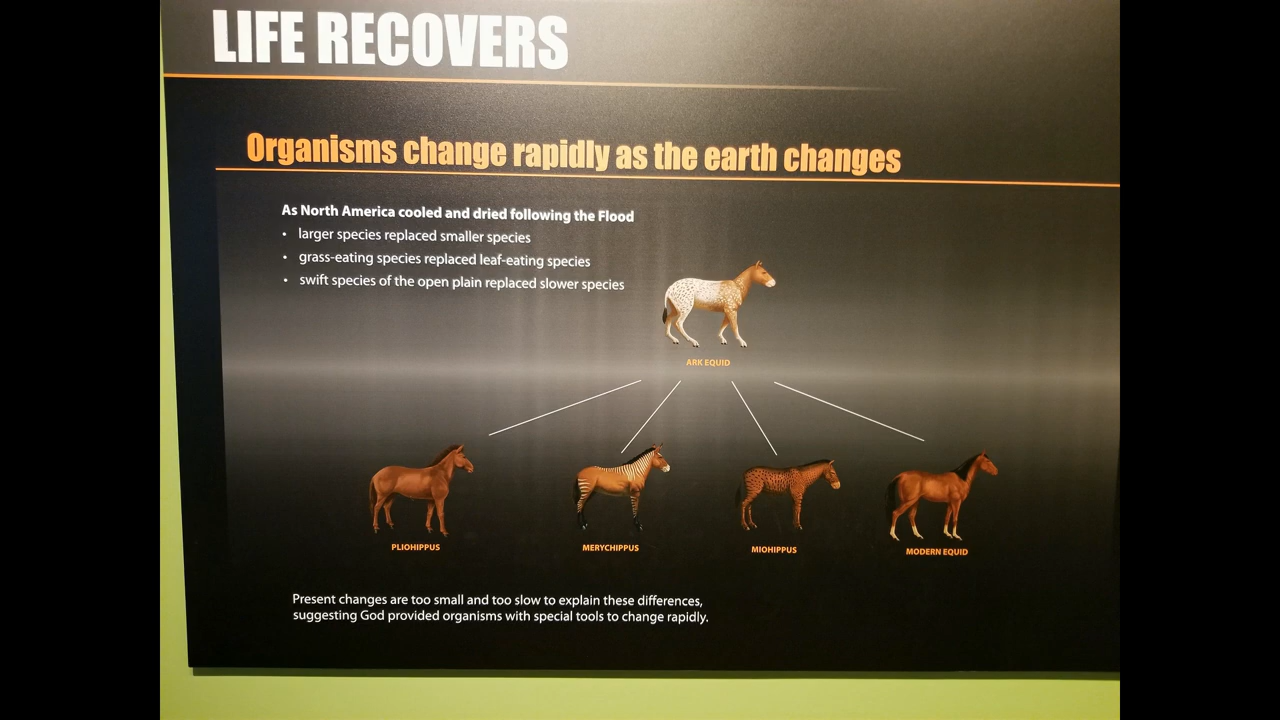 LIFE RECOVERS
Organisms change rapidly as the earth changes
As North America cooled and dried following the Flood
• larger species replaced smaller species
• grass-eating species replaced leaf-eating species
• swift species of the open plain replaced slower species
ARK EQUID
PLIOHIPPUS
MERYCHIPPUS
MIOHIPPUS
MODERN EQUID
Present changes are too small and too slow to explain these differences,
suggesting God provided organisms with special tools to change rapidly.